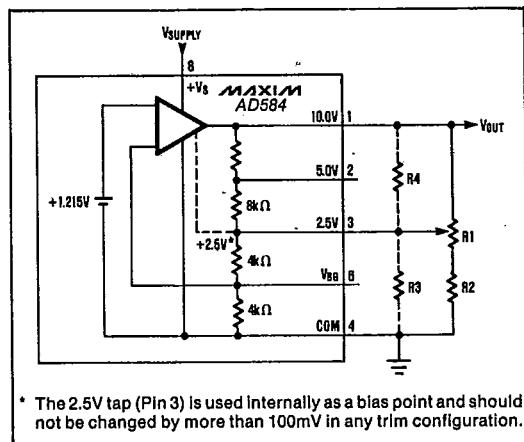 VSUPPLY
8
+VS
MAXIM
AD584
10.0V 1
VOUT
5.0V 2
R4
8kΩ
+1.215V
2.5V 3
+2.5V*
R1
4kΩ
VBG 6
R3
R2
4kΩ
COM 4
* The 2.5V tap (Pin 3) is used internally as a bias point and should
not be changed by more than 100mV in any trim configuration.